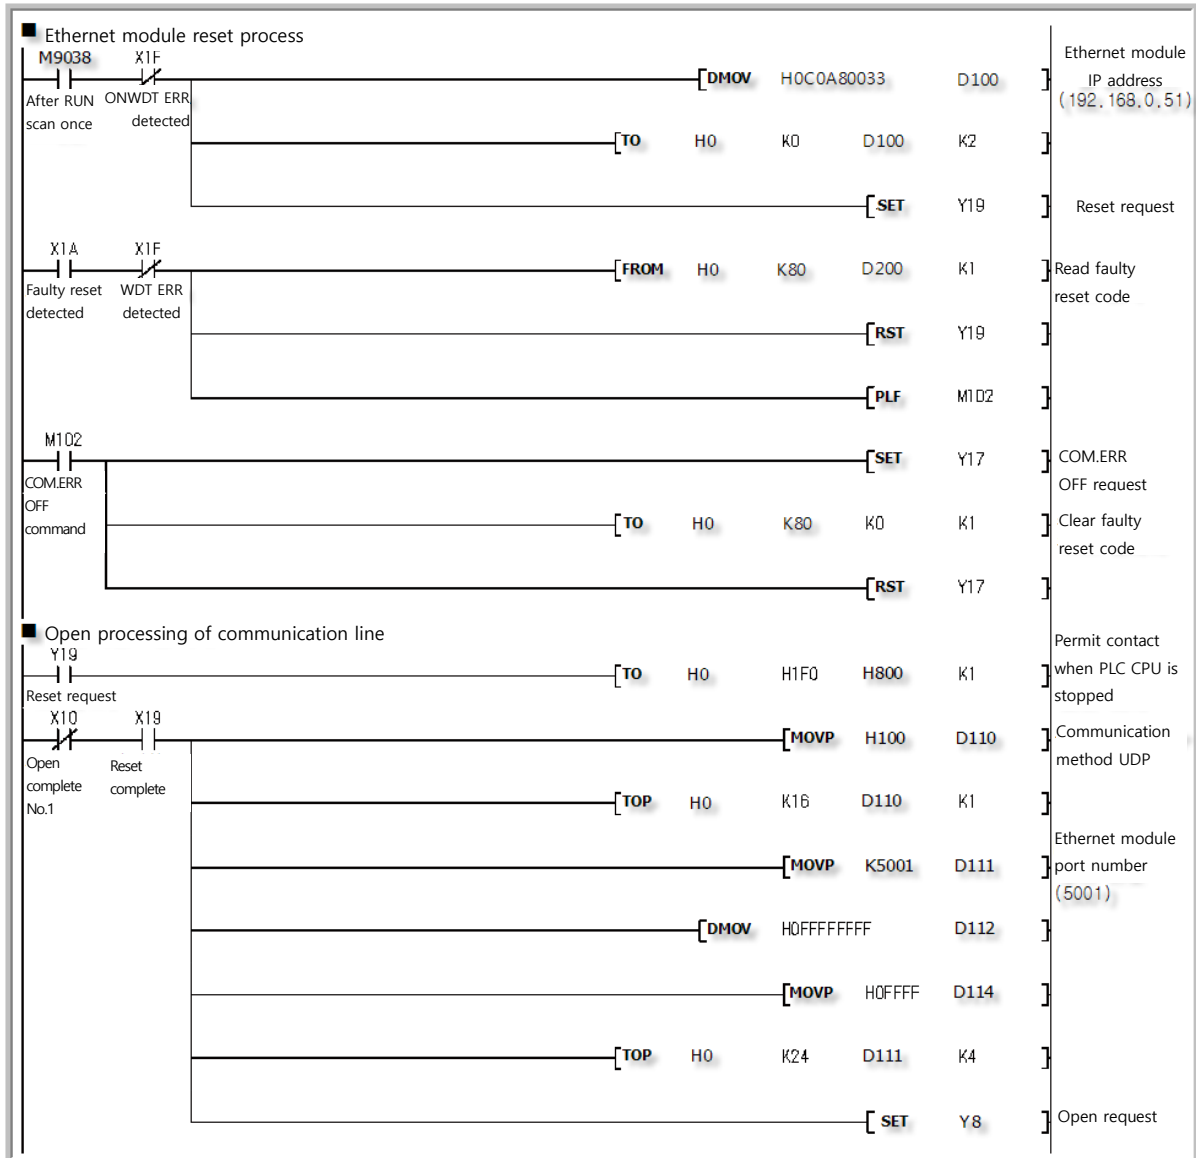 ■ Ethernet module reset process
M9038 X1F
[DMOV H0C0A80033 D100 ]
Ethernet module
IP address
(192.168.0.51)
After RUN ONWDT ERR
scan once detected
[TO H0 K0 D100 K2 ]
[SET Y19 ] Reset request
X1A X1F
[FROM H0 K80 D200 K1 ] Read faulty
reset code
Faulty reset WDT ERR
detected detected
[RST Y19 ]
[PLF M102 ]
M102
[SET Y17 ] COM.ERR
OFF request
COM.ERR
OFF
command
[TO H0 K80 K0 K1 ] Clear faulty
reset code
[RST Y17 ]
■ Open processing of communication line
Y19
[TO H0 H1F0 H800 K1 ]
Permit contact
when PLC CPU is
stopped
Reset request
X10 X19
[MOVP H100 D110 ] Communication
method UDP
Open
complete
No.1
Reset
complete
[TOP H0 K16 D110 K1 ]
[MOVP K5001 D111 ]
Ethernet module
port number
(5001)
[DMOV H0FFFFFFFF D112 ]
[MOVP H0FFFF D114 ]
[TOP H0 K24 D111 K4 ]
[SET Y8 ] Open request